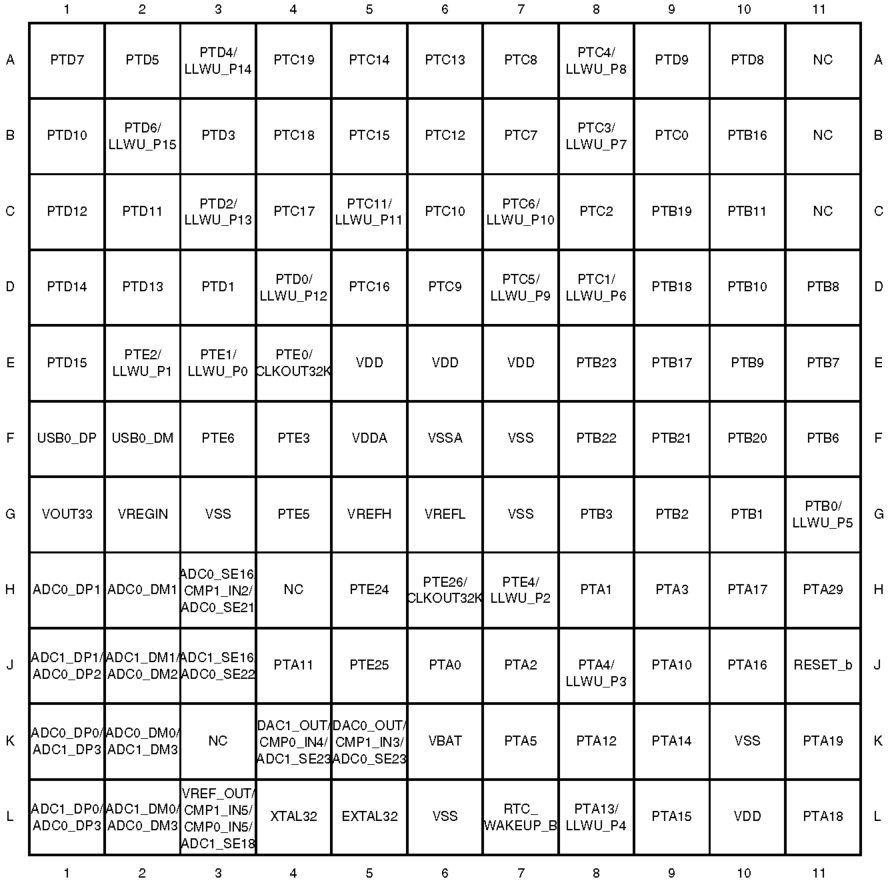 1 2 3 4 5 6 7 8 9 10 11
A PTD7 PTD5 PTD4/ LLWU_P14 PTC19 PTC14 PTC13 PTC8 PTC4/ LLWU_P8 PTD9 PTD8 NC A
B PTD10 PTD6/ LLWU_P15 PTD3 PTC18 PTC15 PTC12 PTC7 PTC3/ LLWU_P7 PTC0 PTB16 NC B
C PTD12 PTD11 PTD2/ LLWU_P13 PTC17 PTC11/ LLWU_P11 PTC10 PTC6/ LLWU_P10 PTC2 PTB19 PTB11 NC C
D PTD14 PTD13 PTD1 PTD0/ LLWU_P12 PTC16 PTC9 PTC5/ LLWU_P9 PTC1/ LLWU_P6 PTB18 PTB10 PTB8 D
E PTD15 PTE2/ LLWU_P1 PTE1/ LLWU_P0 PTE0/ CLKOUT32K VDD VDD VDD PTB23 PTB17 PTB9 PTB7 E
F USB0_DP USB0_DM PTE6 PTE3 VDDA VSSA VSS PTB22 PTB21 PTB20 PTB6 F
G VOUT33 VREGIN VSS PTE5 VREFH VREFL VSS PTB3 PTB2 PTB1 PTB0/ LLWU_P5 G
H ADC0_DP1 ADC0_DM1 ADC0_SE16/ CMP1_IN2/ ADC0_SE21 NC PTE24 PTE26/ CLKOUT32K PTE4/ LLWU_P2 PTA1 PTA3 PTA17 PTA29 H
J ADC1_DP1/ ADC0_DP2 ADC1_DM1/ ADC0_DM2 ADC1_SE16/ ADC0_SE22 PTA11 PTE25 PTA0 PTA2 PTA4/ LLWU_P3 PTA10 PTA16 RESET_b J
K ADC0_DP0/ ADC1_DP3 ADC0_DM0/ ADC1_DM3 NC DAC1_OUT/ CMP0_IN4/ ADC1_SE23 DAC0_OUT/ CMP1_IN3/ ADC0_SE23 VBAT PTA5 PTA12 PTA14 VSS PTA19 K
L ADC1_DP0/ ADC0_DP3 ADC1_DM0/ ADC0_DM3 VREF_OUT/ CMP1_IN5/ CMP0_IN5/ ADC1_SE18 XTAL32 EXTAL32 VSS RTC_ WAKEUP_B PTA13/ LLWU_P4 PTA15 VDD PTA18 L
1 2 3 4 5 6 7 8 9 10 11